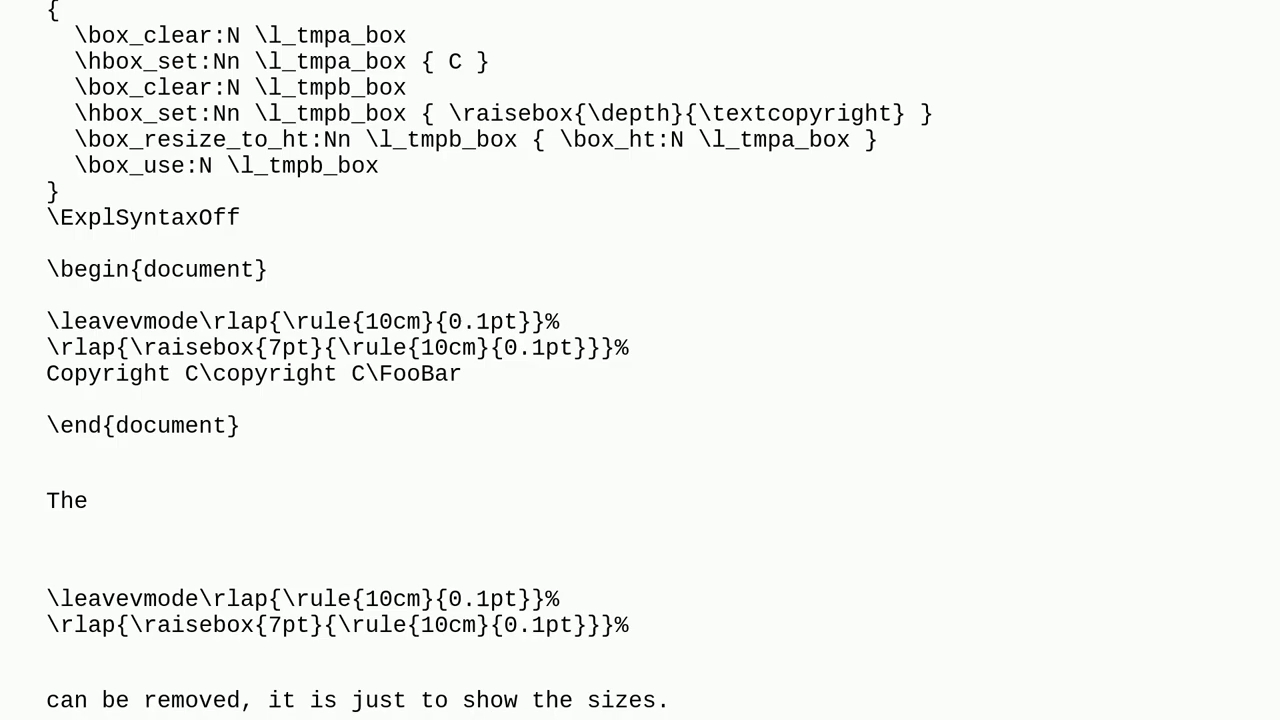 {
  \box_clear:N \l_tmpa_box
  \hbox_set:Nn \l_tmpa_box { C }
  \box_clear:N \l_tmpb_box
  \hbox_set:Nn \l_tmpb_box { \raisebox{\depth}{\textcopyright} }
  \box_resize_to_ht:Nn \l_tmpb_box { \box_ht:N \l_tmpa_box }
  \box_use:N \l_tmpb_box
}
\ExplSyntaxOff

\begin{document}

\leavevmode\rlap{\rule{10cm}{0.1pt}}%
\rlap{\raisebox{7pt}{\rule{10cm}{0.1pt}}}%
Copyright C\copyright C\FooBar

\end{document}

The

\leavevmode\rlap{\rule{10cm}{0.1pt}}%
\rlap{\raisebox{7pt}{\rule{10cm}{0.1pt}}}%

can be removed, it is just to show the sizes.